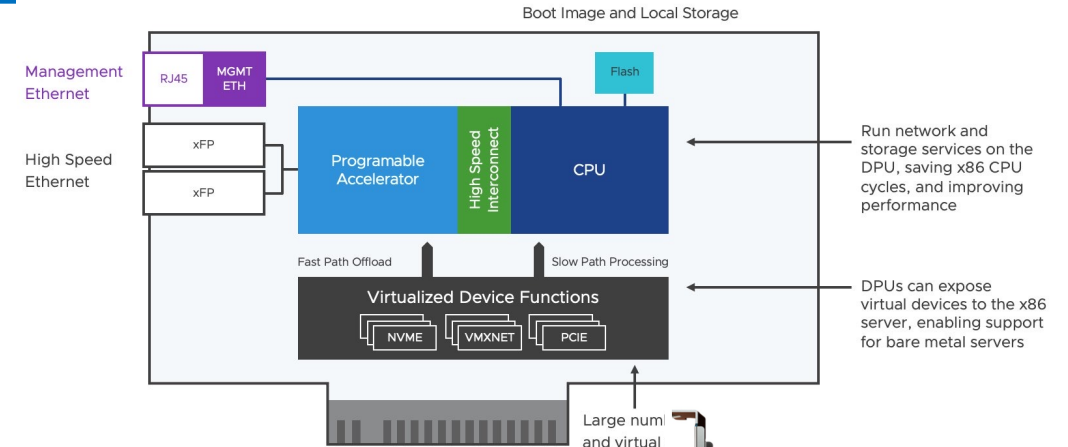 Boot Image and Local Storage
Management
Ethernet
RJ45
MGMT
ETH
Flash
High Speed
Ethernet
xFP
xFP
Programable
Accelerator
High Speed
Interconnect
CPU
Run network and
storage services on the
DPU, saving x86 CPU
cycles, and improving
performance
Fast Path Offload
Slow Path Processing
Virtualized Device Functions
NVME
VMXNET
PCIE
DPUs can expose
virtual devices to the x86
server, enabling support
for bare metal servers
Large
and virtual